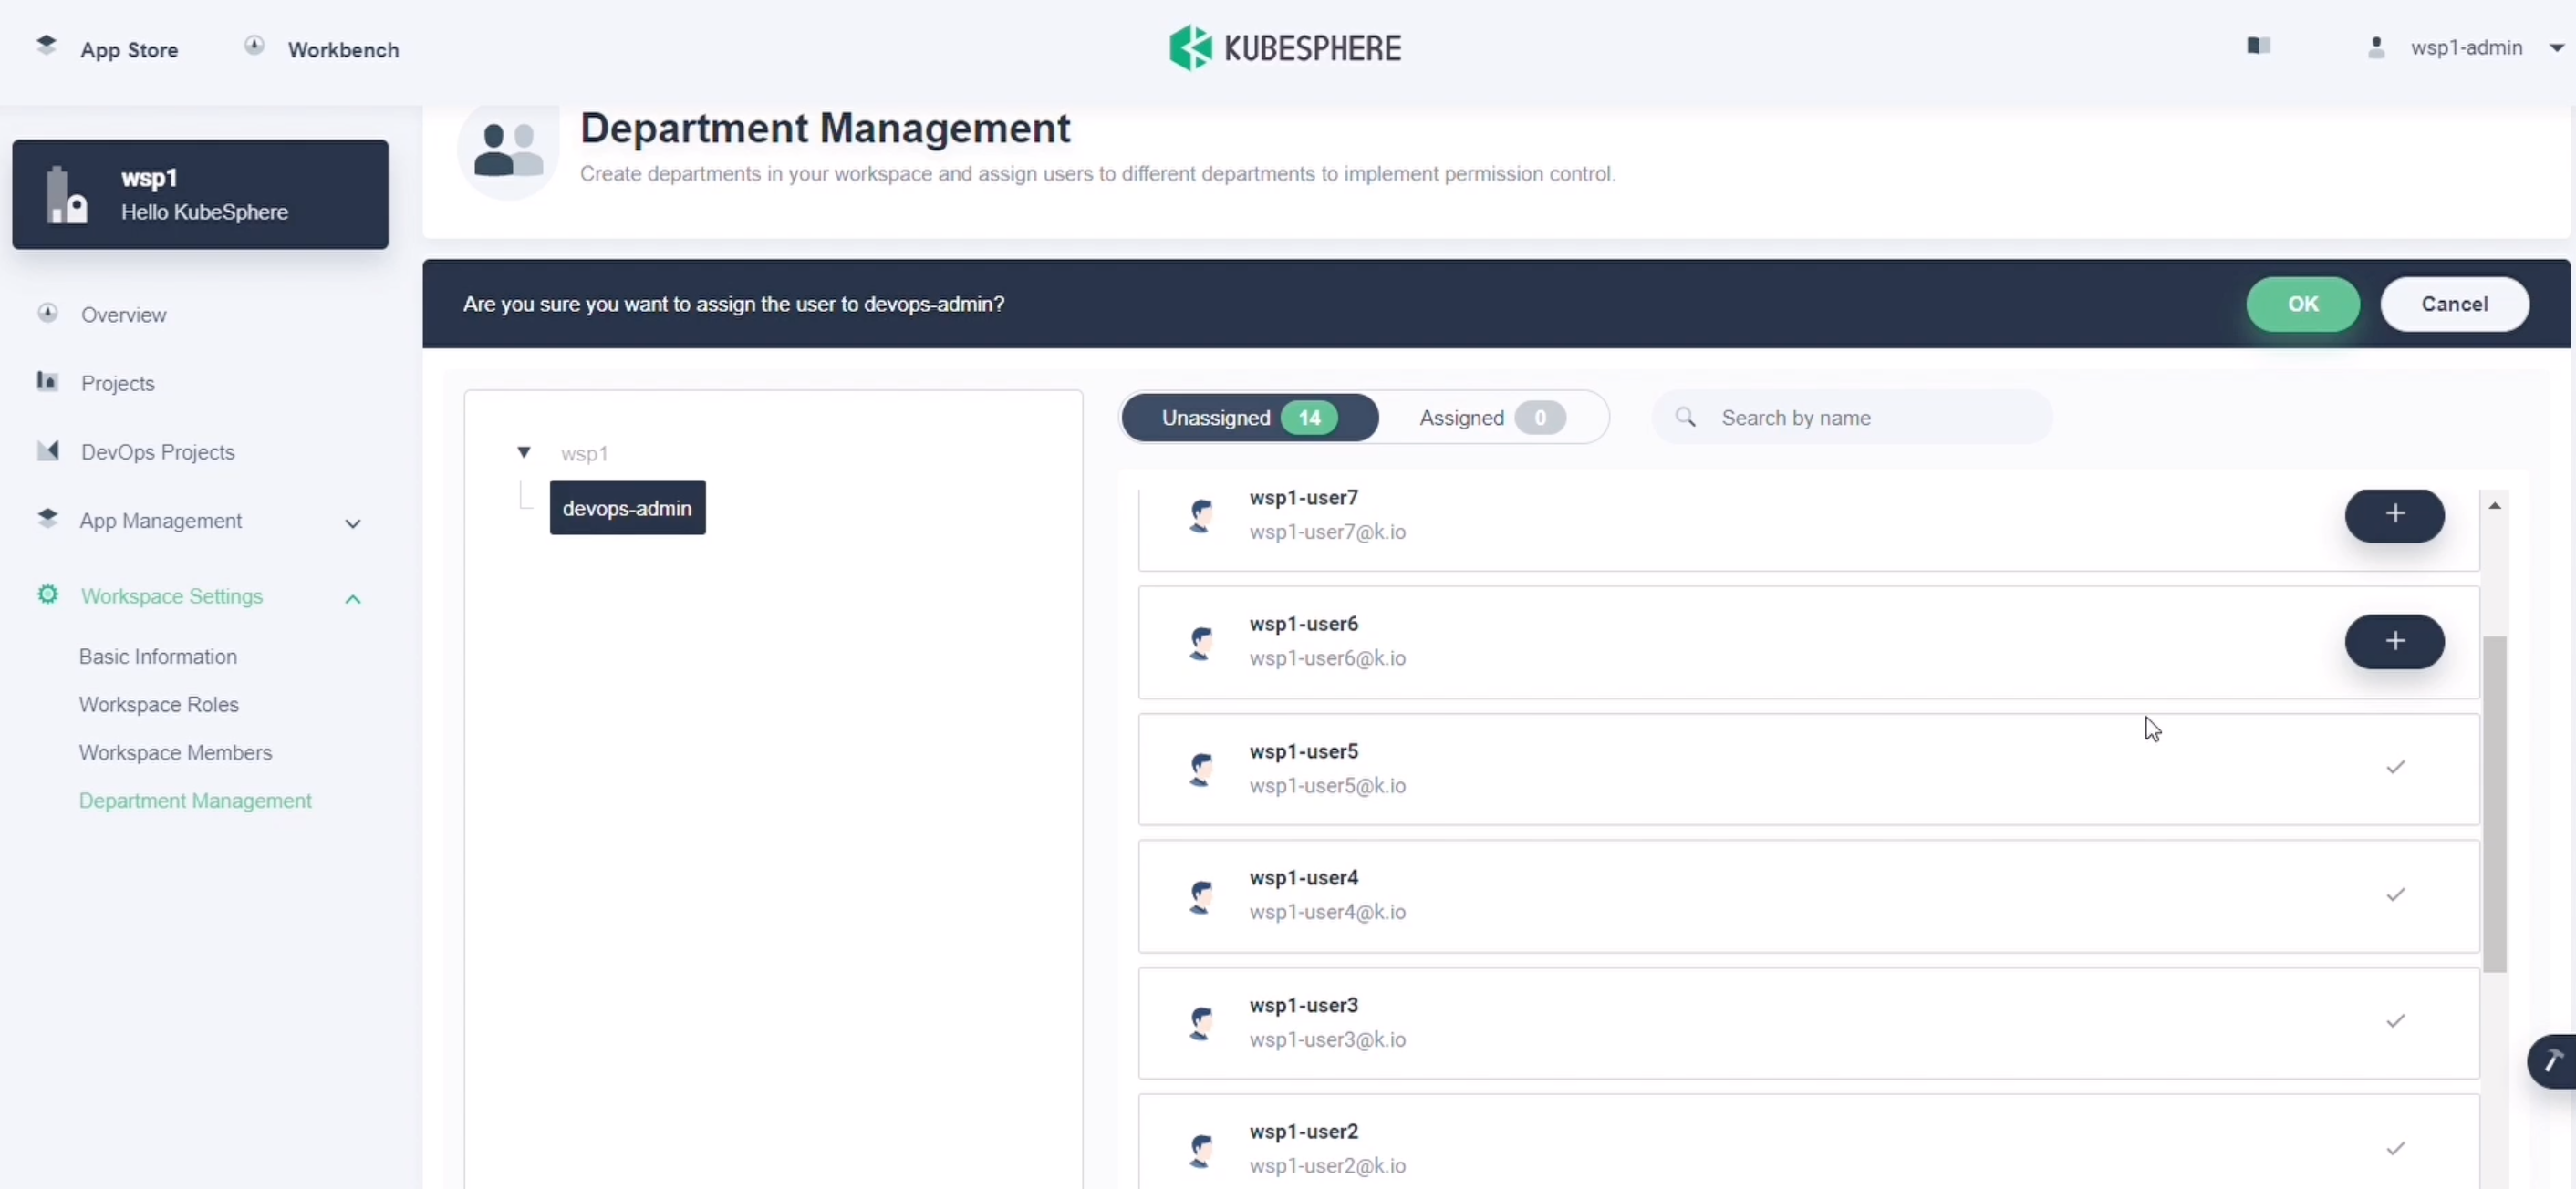 App Store
Workbench
KUBESPHERE
wsp1-admin
wsp1
Hello KubeSphere
Overview
Projects
DevOps Projects
App Management
Workspace Settings
Basic Information
Workspace Roles
Workspace Members
Department Management
Department Management
Create departments in your workspace and assign users to different departments to implement permission control.
Are you sure you want to assign the user to devops-admin?
OK
Cancel
wsp1
devops-admin
Unassigned 14
Assigned 0
Search by name
wsp1-user7
wsp1-user7@k.io
wsp1-user6
wsp1-user6@k.io
wsp1-user5
wsp1-user5@k.io
wsp1-user4
wsp1-user4@k.io
wsp1-user3
wsp1-user3@k.io
wsp1-user2
wsp1-user2@k.io